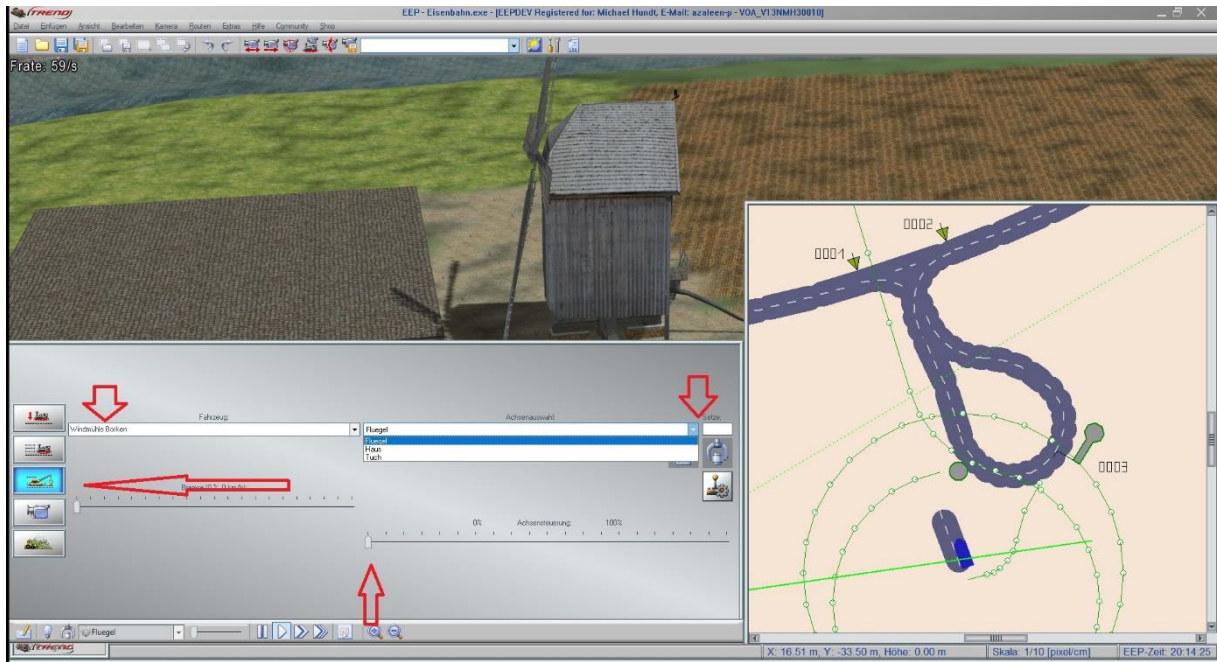 TREND
EEP - Eisenbahn.exe - [EEPDEV Registered for: Michael Hundt, E-Mail: azaleen-p - VOA_V13NMH30010]
Datei Einfügen Ansicht Bearbeiten Kamera Routen Extras Hilfe Community Shop
Frate: 59/s
0002
0001
0003
Fahrzeug:
Achsenauswahl:
Setze:
Windmühle Borken
Fluegel
Fluegel
Haus
Tuch
0%
Achsensteuerung:
100%
Fluegel
TREND
X: 16.51 m, Y: -33.50 m, Höhe: 0.00 m
Skala: 1/10 [pixel/cm]
EEP-Zeit: 20:14:25